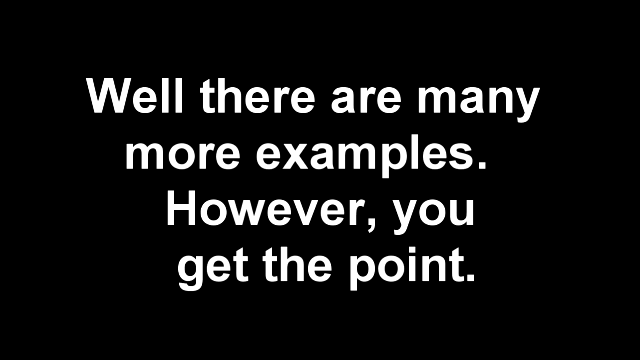 Well there are many
more examples.
However, you
get the point.